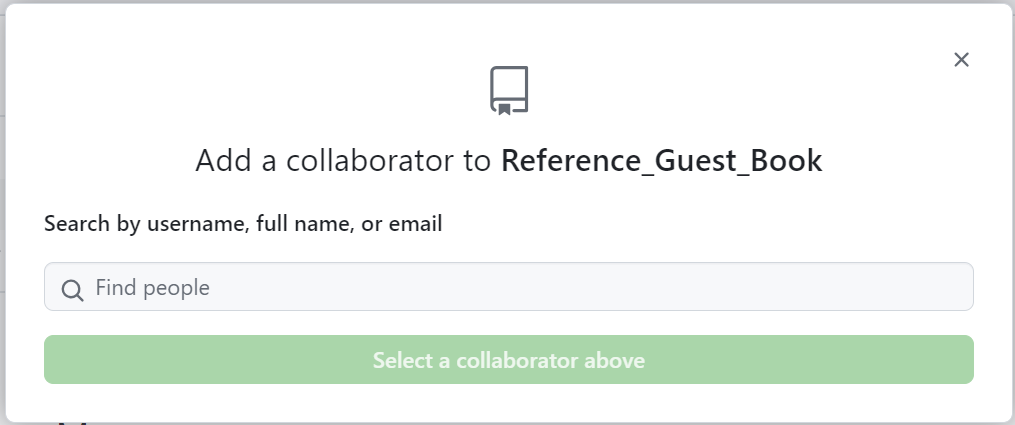 Add a collaborator to Reference_Guest_Book
Search by username, full name, or email
Find people
Select a collaborator above